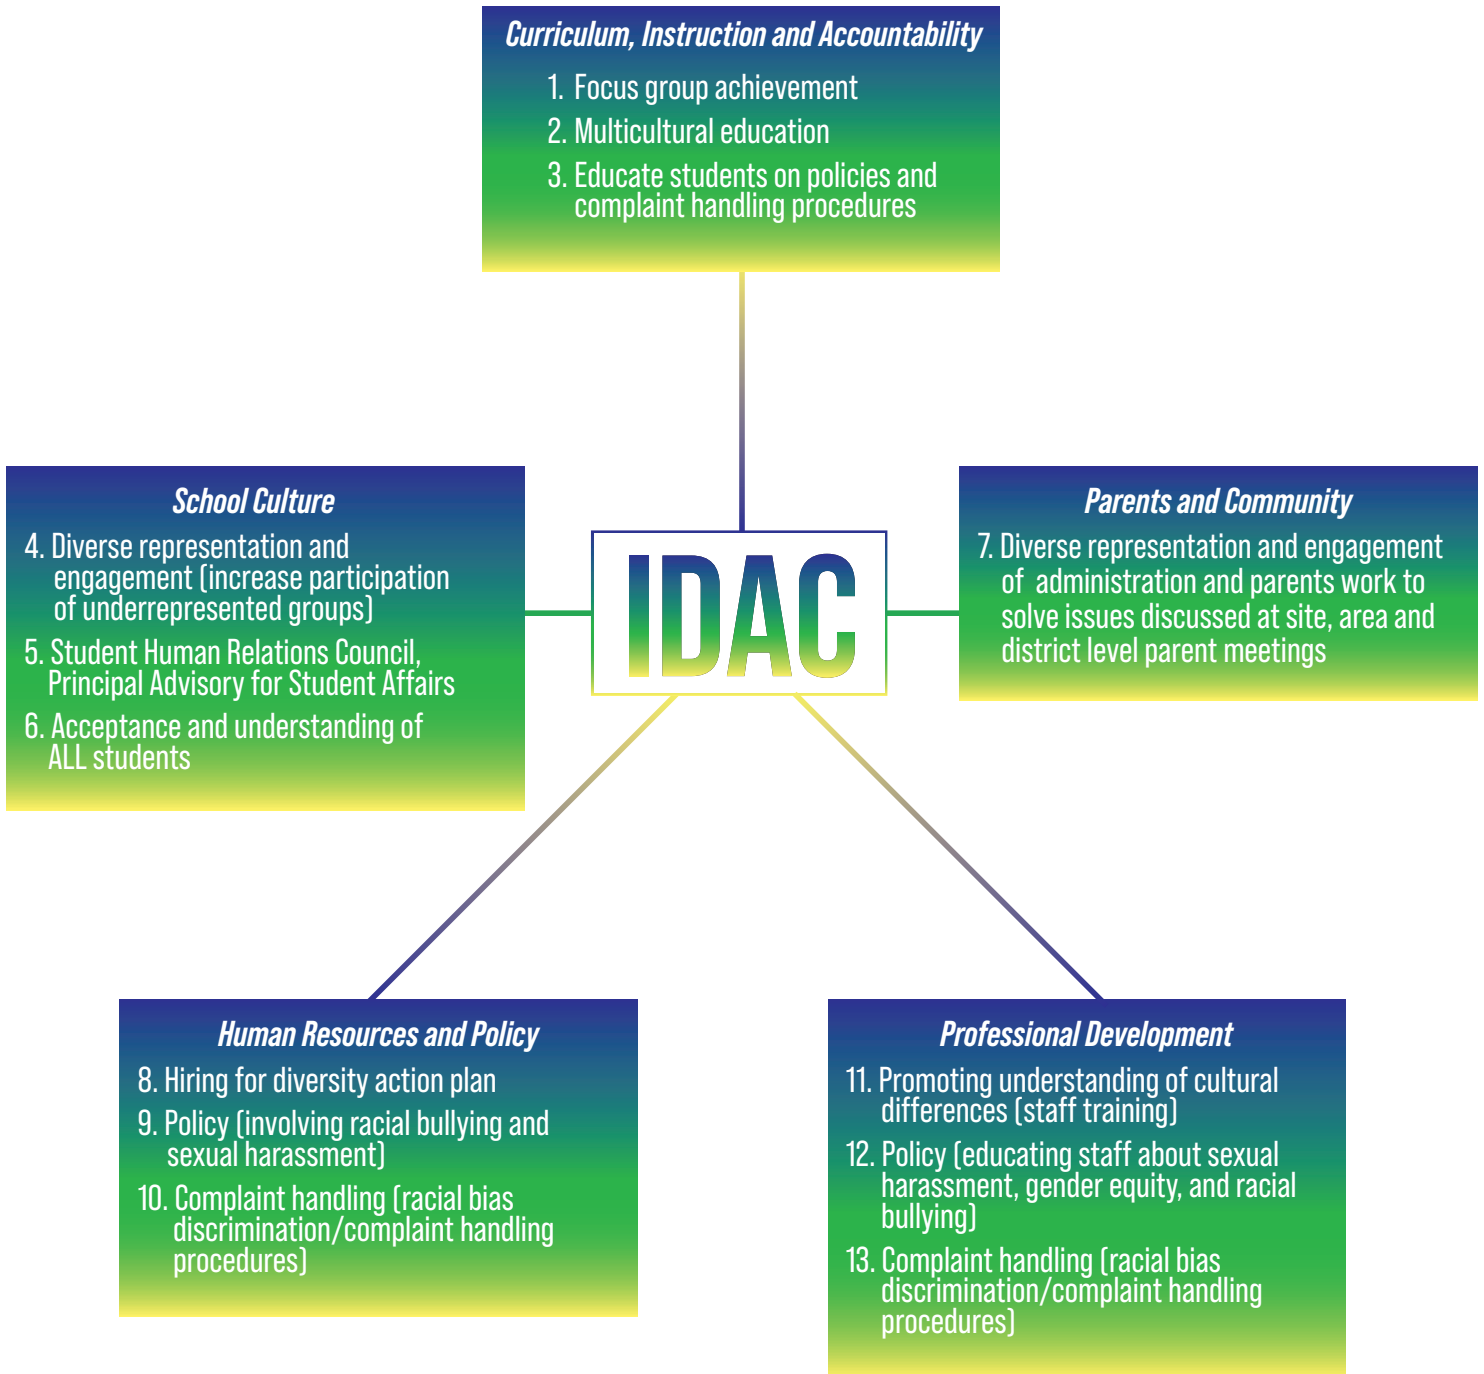 Curriculum, Instruction and Accountability
1. Focus group achievement
2. Multicultural education
3. Educate students on policies and
complaint handling procedures
School Culture
4. Diverse representation and
engagement (increase participation
of underrepresented groups)
5. Student Human Relations Council,
Principal Advisory for Student Affairs
6. Acceptance and understanding of
ALL students
IDAC
Parents and Community
7. Diverse representation and engagement
of administration and parents work to
solve issues discussed at site, area and
district level parent meetings
Human Resources and Policy
8. Hiring for diversity action plan
9. Policy (involving racial bullying and
sexual harassment)
10. Complaint handling (racial bias
discrimination/complaint handling
procedures)
Professional Development
11. Promoting understanding of cultural
differences (staff training)
12. Policy (educating staff about sexual
harassment, gender equity, and racial
bullying)
13. Complaint handling (racial bias
discrimination/complaint handling
procedures)